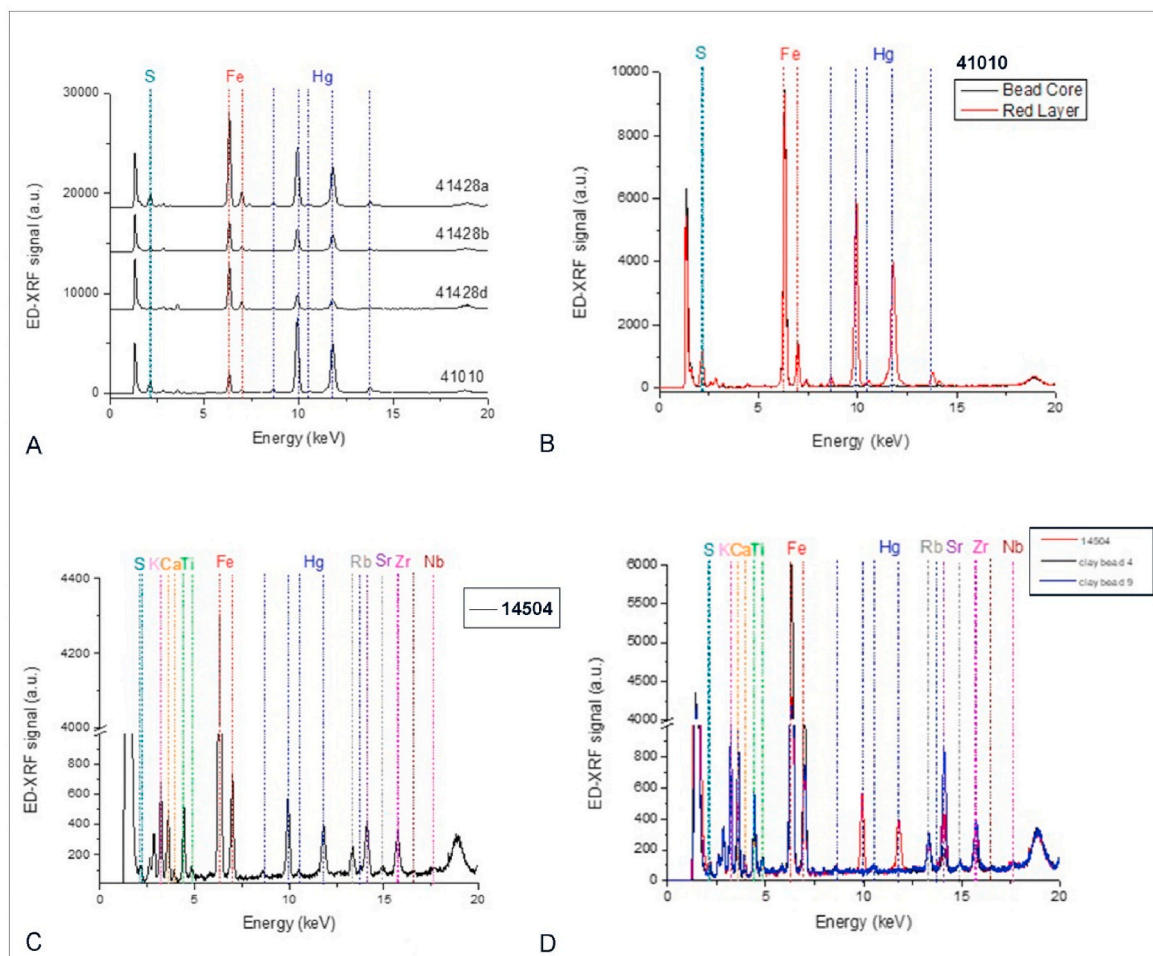 S Fe Hg
30000
20000
10000
0
ED-XRF signal (a.u.)
41428a
41428b
41428d
41010
0 5 10 15 20
Energy (keV)
A
S Fe Hg 41010
Bead Core
Red Layer
10000
8000
6000
4000
2000
0
ED-XRF signal (a.u.)
0 5 10 15 20
Energy (keV)
B
S K Ca Ti Fe Hg Rb Sr Zr Nb
14504
4400
4200
4000
800
600
400
200
ED-XRF signal (a.u.)
0 5 10 15 20
Energy (keV)
C
S K Ca Ti Fe Hg Rb Sr Zr Nb
14504
clay bead 4
clay bead 9
6000
5500
5000
4500
4000
800
600
400
200
0
ED-XRF signal (a.u.)
0 5 10 15 20
Energy (keV)
D